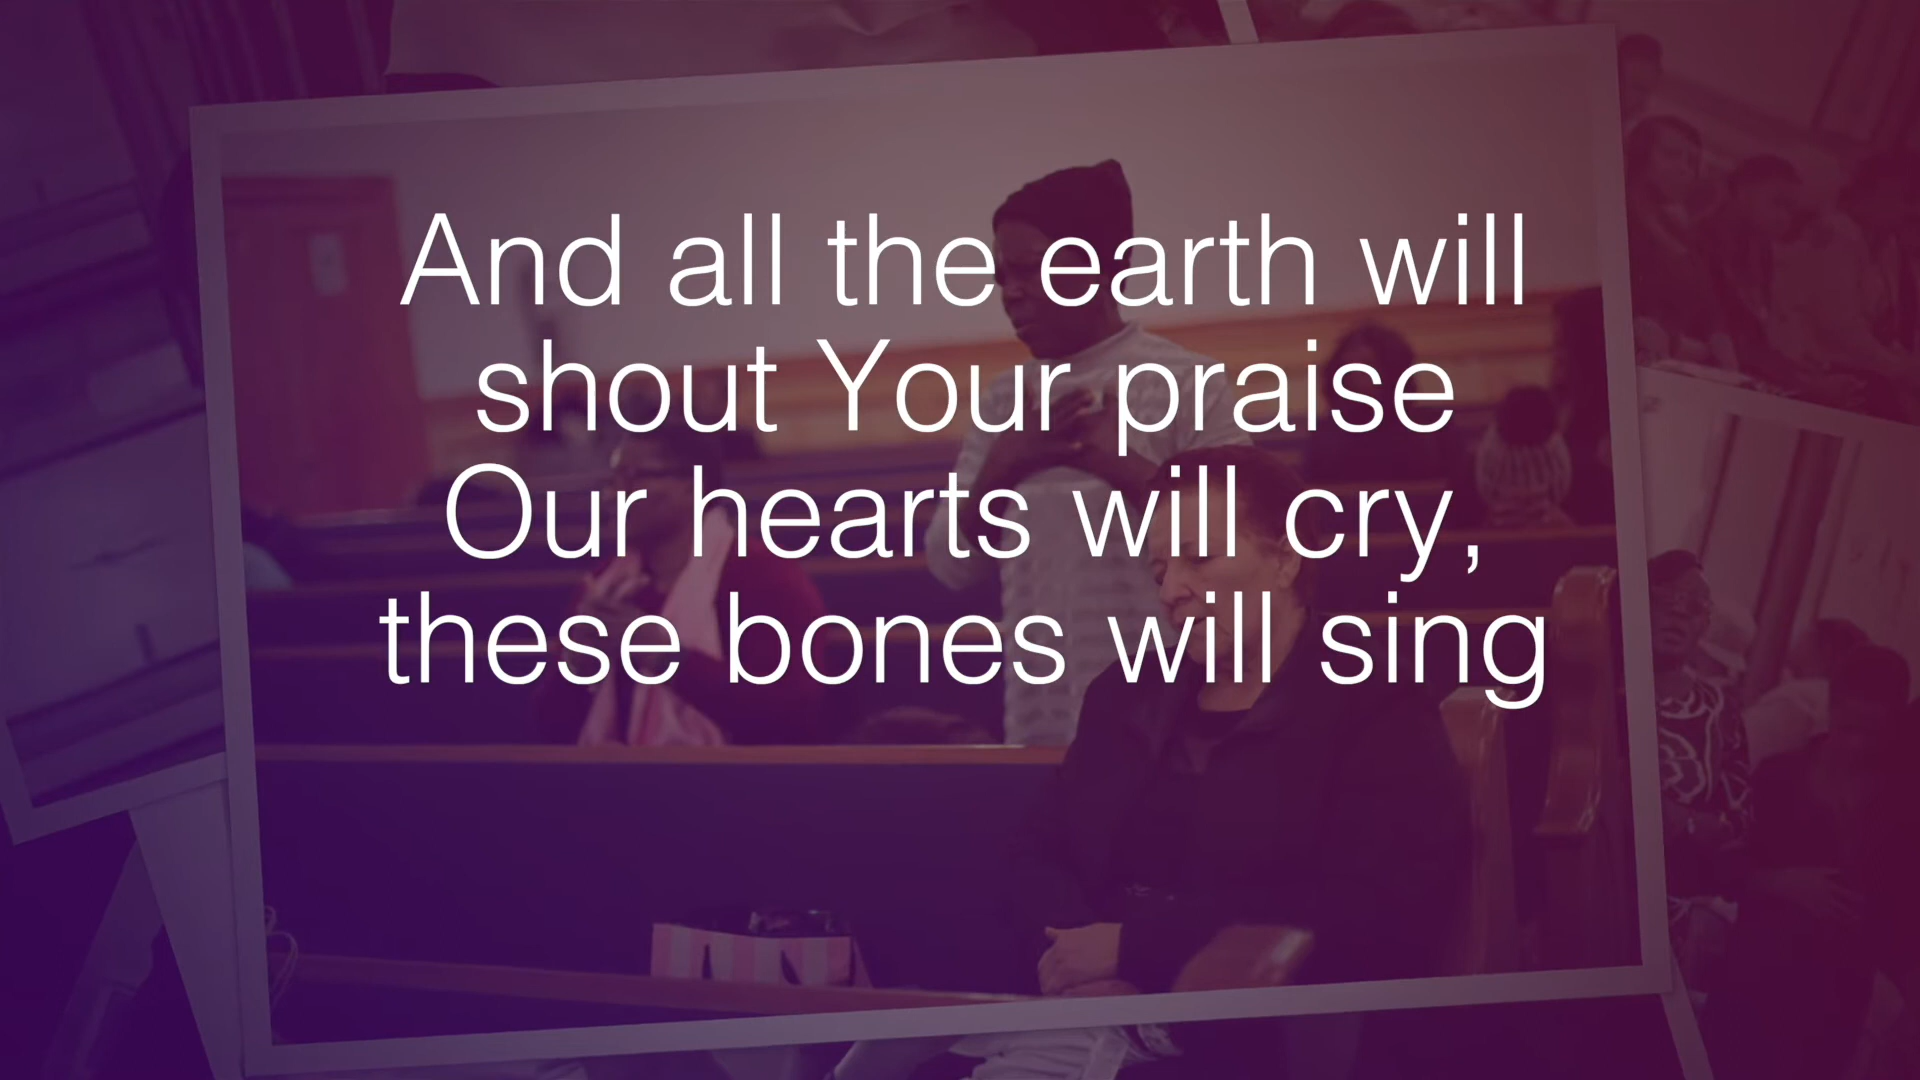 And all the earth will
shout Your praise
Our hearts will cry,
these bones will sing